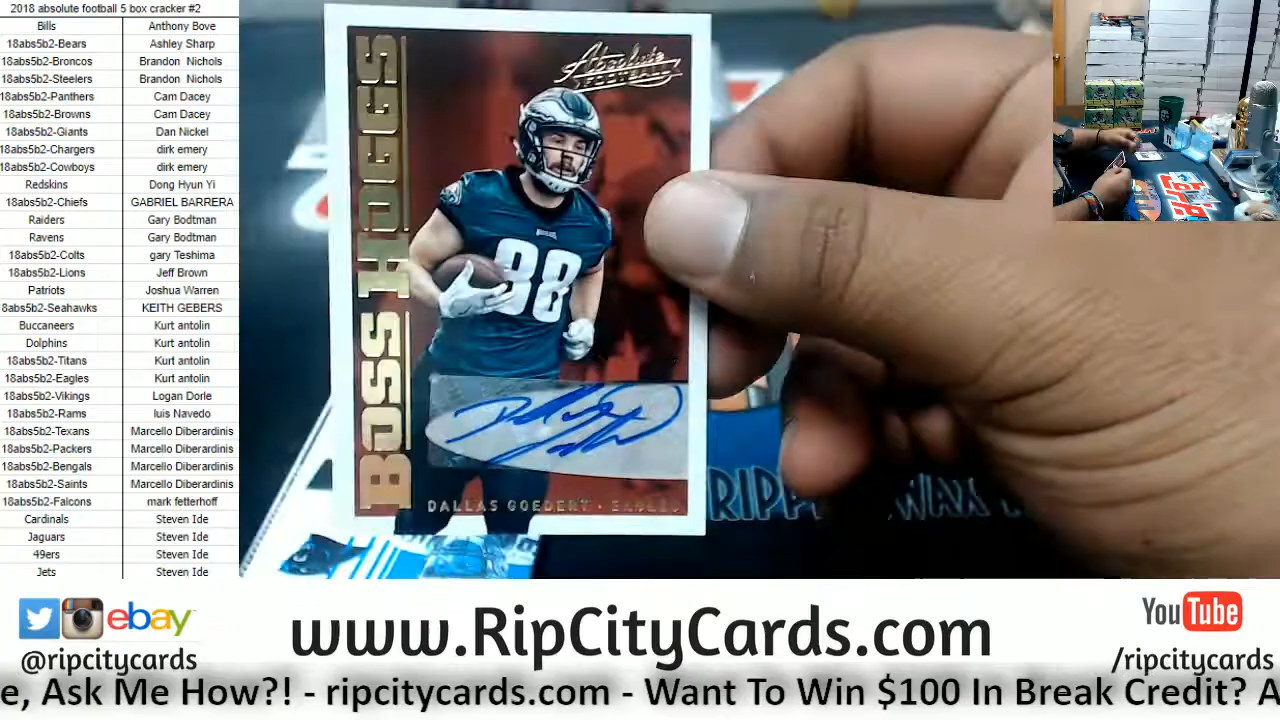 2018 absolute football 5 box cracker #2
Bills Anthony Bove
18abs5b2-Bears Ashley Sharp
18abs5b2-Broncos Brandon Nichols
18abs5b2-Steelers Brandon Nichols
18abs5b2-Panthers Cam Dacey
18abs5b2-Browns Cam Dacey
18abs5b2-Giants Dan Nickel
18abs5b2-Chargers dirk emery
18abs5b2-Cowboys dirk emery
Redskins Dong Hyun Yi
18abs5b2-Chiefs GABRIEL BARRERA
Raiders Gary Bodtman
Ravens Gary Bodtman
18abs5b2-Colts gary Teshima
18abs5b2-Lions Jeff Brown
Patriots Joshua Warren
8abs5b2-Seahawks KEITH GEBERS
Buccaneers Kurt antolin
Dolphins Kurt antolin
18abs5b2-Titans Kurt antolin
18abs5b2-Eagles Kurt antolin
18abs5b2-Vikings Logan Dorle
18abs5b2-Rams luis Navedo
18abs5b2-Texans Marcello Diberardinis
18abs5b2-Packers Marcello Diberardinis
18abs5b2-Bengals Marcello Diberardinis
18abs5b2-Saints Marcello Diberardinis
18abs5b2-Falcons mark fetterhoff
Cardinals Steven Ide
Jaguars Steven Ide
49ers Steven Ide
Jets Steven Ide
Absolute
FOOTBALL
BOSS HOGGS
88
DALLAS GOEDERT · EAGLES
WAX
ebay
@ripcitycards
www.RipCityCards.com
YouTube
/ripcitycards
e, Ask Me How?! - ripcitycards.com - Want To Win $100 In Break Credit? A